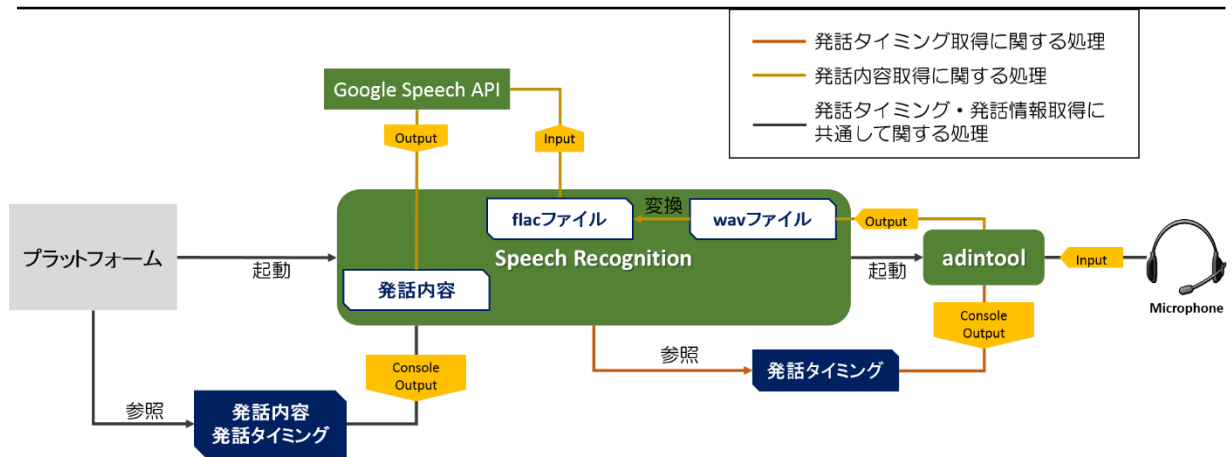 発話タイミング取得に関する処理
発話内容取得に関する処理
発話タイミング・発話情報取得に
共通して関する処理
Google Speech API
Output
Input
flacファイル
変換
wavファイル
Output
プラットフォーム
起動
Speech Recognition
起動
adintool
Input
発話内容
Microphone
Console
Output
参照
発話タイミング
Console
Output
参照
発話内容
発話タイミング